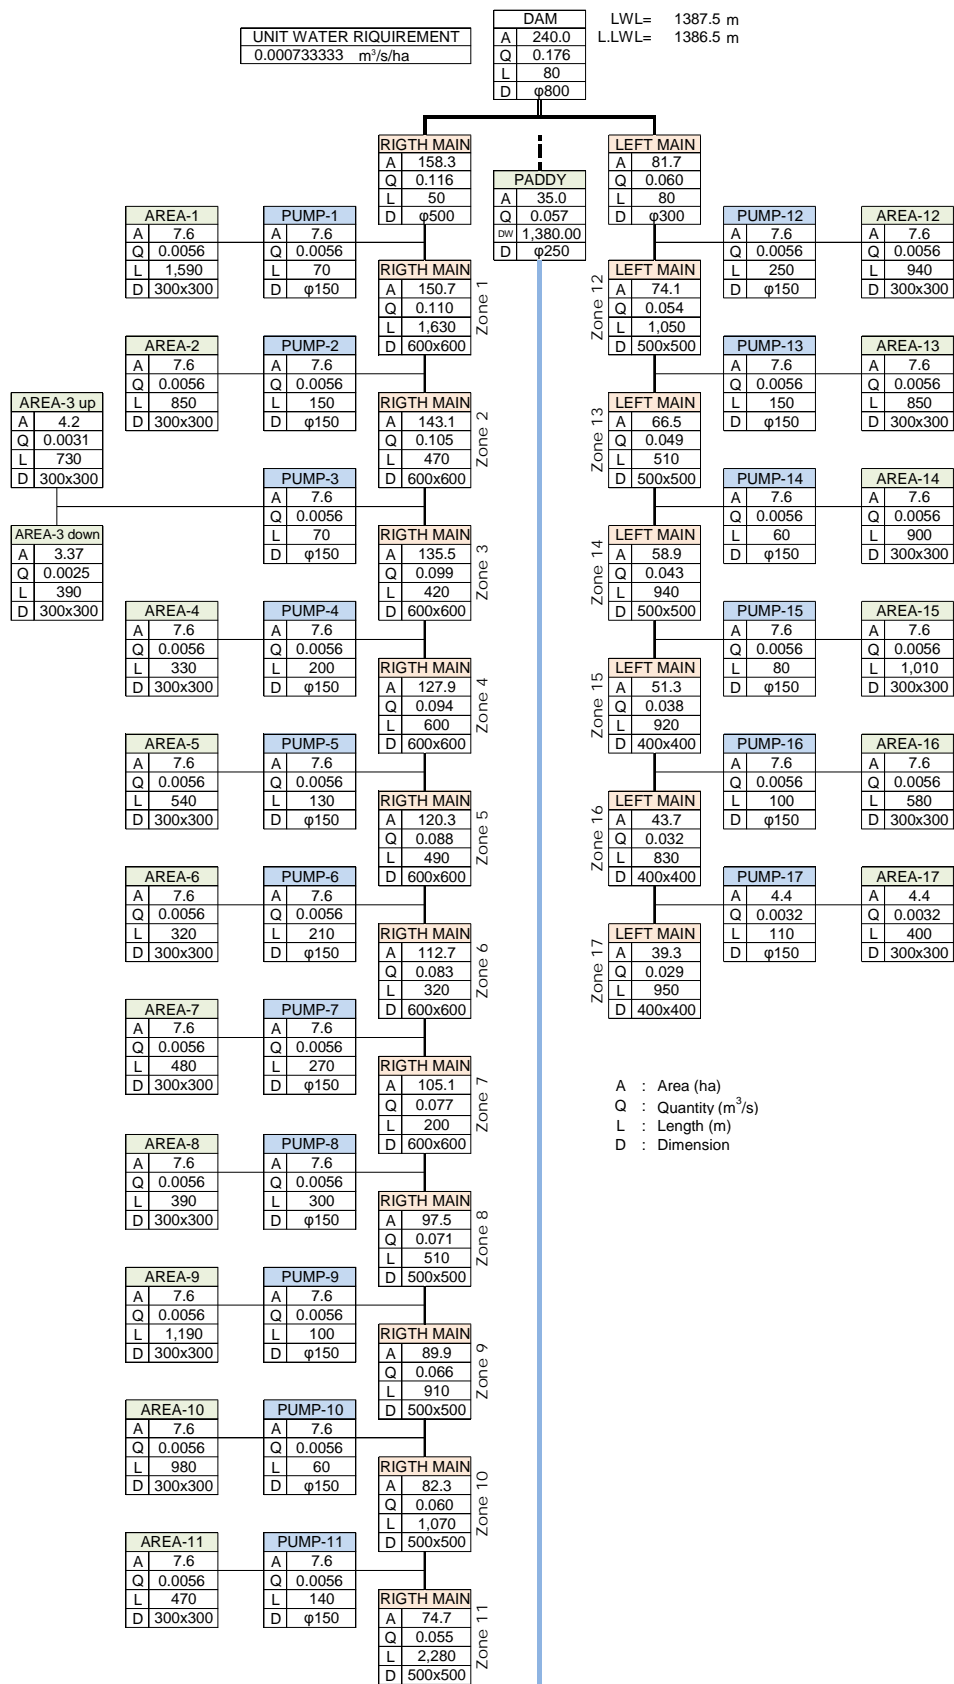 DAM
A 240.0
Q 0.176
L 80
D φ800
LWL= 1387.5 m
L.LWL= 1386.5 m
UNIT WATER RIQUIREMENT
0.000733333 m³/s/ha
RIGTH MAIN
A 158.3
Q 0.116
L 50
D φ500
PADDY
A 35.0
Q 0.057
DW 1,380.00
D φ250
LEFT MAIN
A 81.7
Q 0.060
L 80
D φ300
AREA-1
A 7.6
Q 0.0056
L 1,590
D 300x300
PUMP-1
A 7.6
Q 0.0056
L 70
D φ150
RIGTH MAIN
A 150.7
Q 0.110
L 1,630
D 600x600
Zone 1
Zone 12
LEFT MAIN
A 74.1
Q 0.054
L 1,050
D 500x500
PUMP-12
A 7.6
Q 0.0056
L 250
D φ150
AREA-12
A 7.6
Q 0.0056
L 940
D 300x300
AREA-2
A 7.6
Q 0.0056
L 850
D 300x300
PUMP-2
A 7.6
Q 0.0056
L 150
D φ150
RIGTH MAIN
A 143.1
Q 0.105
L 470
D 600x600
Zone 2
Zone 13
LEFT MAIN
A 66.5
Q 0.049
L 510
D 500x500
PUMP-13
A 7.6
Q 0.0056
L 150
D φ150
AREA-13
A 7.6
Q 0.0056
L 850
D 300x300
AREA-3 up
A 4.2
Q 0.0031
L 730
D 300x300
AREA-3 down
A 3.37
Q 0.0025
L 390
D 300x300
PUMP-3
A 7.6
Q 0.0056
L 70
D φ150
RIGTH MAIN
A 135.5
Q 0.099
L 420
D 600x600
Zone 3
Zone 14
LEFT MAIN
A 58.9
Q 0.043
L 940
D 500x500
PUMP-14
A 7.6
Q 0.0056
L 60
D φ150
AREA-14
A 7.6
Q 0.0056
L 900
D 300x300
AREA-4
A 7.6
Q 0.0056
L 330
D 300x300
PUMP-4
A 7.6
Q 0.0056
L 200
D φ150
RIGTH MAIN
A 127.9
Q 0.094
L 600
D 600x600
Zone 4
Zone 15
LEFT MAIN
A 51.3
Q 0.038
L 920
D 400x400
PUMP-15
A 7.6
Q 0.0056
L 80
D φ150
AREA-15
A 7.6
Q 0.0056
L 1,010
D 300x300
AREA-5
A 7.6
Q 0.0056
L 540
D 300x300
PUMP-5
A 7.6
Q 0.0056
L 130
D φ150
RIGTH MAIN
A 120.3
Q 0.088
L 490
D 600x600
Zone 5
Zone 16
LEFT MAIN
A 43.7
Q 0.032
L 830
D 400x400
PUMP-16
A 7.6
Q 0.0056
L 100
D φ150
AREA-16
A 7.6
Q 0.0056
L 580
D 300x300
AREA-6
A 7.6
Q 0.0056
L 320
D 300x300
PUMP-6
A 7.6
Q 0.0056
L 210
D φ150
RIGTH MAIN
A 112.7
Q 0.083
L 320
D 600x600
Zone 6
Zone 17
LEFT MAIN
A 39.3
Q 0.029
L 950
D 400x400
PUMP-17
A 4.4
Q 0.0032
L 110
D φ150
AREA-17
A 4.4
Q 0.0032
L 400
D 300x300
AREA-7
A 7.6
Q 0.0056
L 480
D 300x300
PUMP-7
A 7.6
Q 0.0056
L 270
D φ150
RIGTH MAIN
A 105.1
Q 0.077
L 200
D 600x600
Zone 7
A : Area (ha)
Q : Quantity (m³/s)
L : Length (m)
D : Dimension
AREA-8
A 7.6
Q 0.0056
L 390
D 300x300
PUMP-8
A 7.6
Q 0.0056
L 300
D φ150
RIGTH MAIN
A 97.5
Q 0.071
L 510
D 500x500
Zone 8
AREA-9
A 7.6
Q 0.0056
L 1,190
D 300x300
PUMP-9
A 7.6
Q 0.0056
L 100
D φ150
RIGTH MAIN
A 89.9
Q 0.066
L 910
D 500x500
Zone 9
AREA-10
A 7.6
Q 0.0056
L 980
D 300x300
PUMP-10
A 7.6
Q 0.0056
L 60
D φ150
RIGTH MAIN
A 82.3
Q 0.060
L 1,070
D 500x500
Zone 10
AREA-11
A 7.6
Q 0.0056
L 470
D 300x300
PUMP-11
A 7.6
Q 0.0056
L 140
D φ150
RIGTH MAIN
A 74.7
Q 0.055
L 2,280
D 500x500
Zone 11